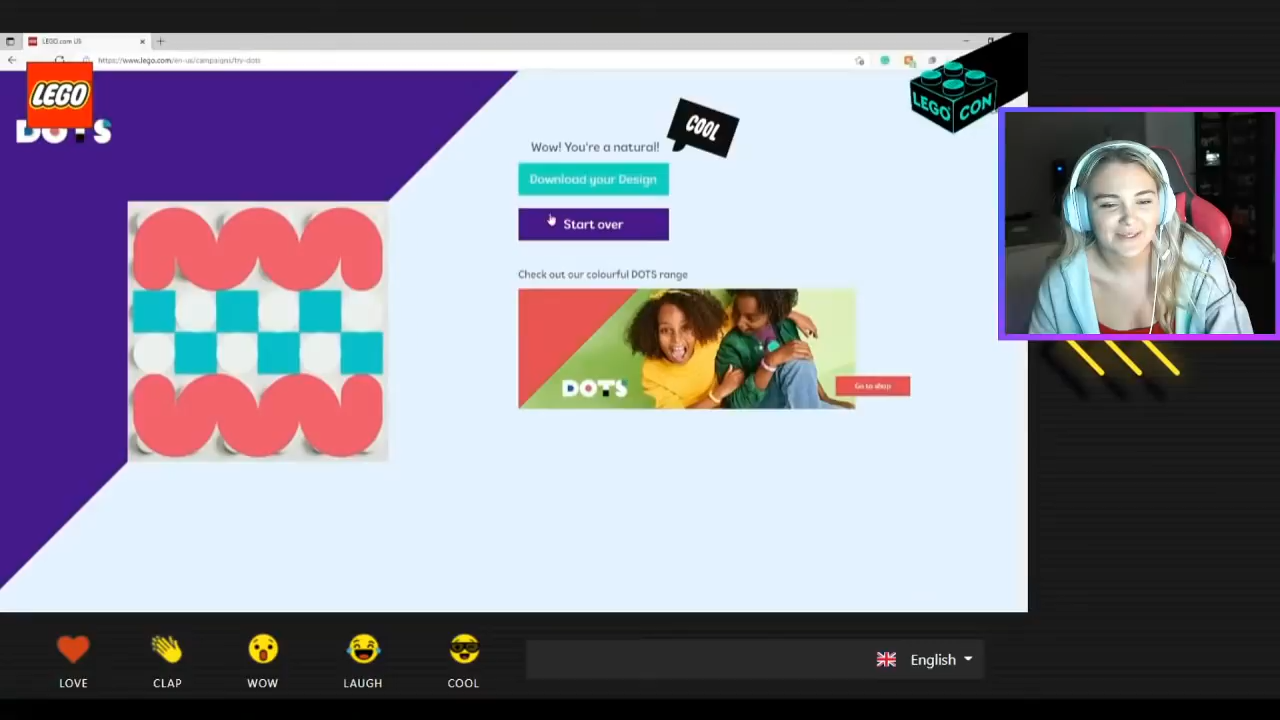 LEGO.com US
https://www.lego.com/en-us/campaigns/try-dots
LEGO
DOTS
LEGO CON
COOL
Wow! You're a natural!
Download your Design
Start over
Check out our colourful DOTS range
DOTS
Go to shop
LOVE
CLAP
WOW
LAUGH
COOL
English